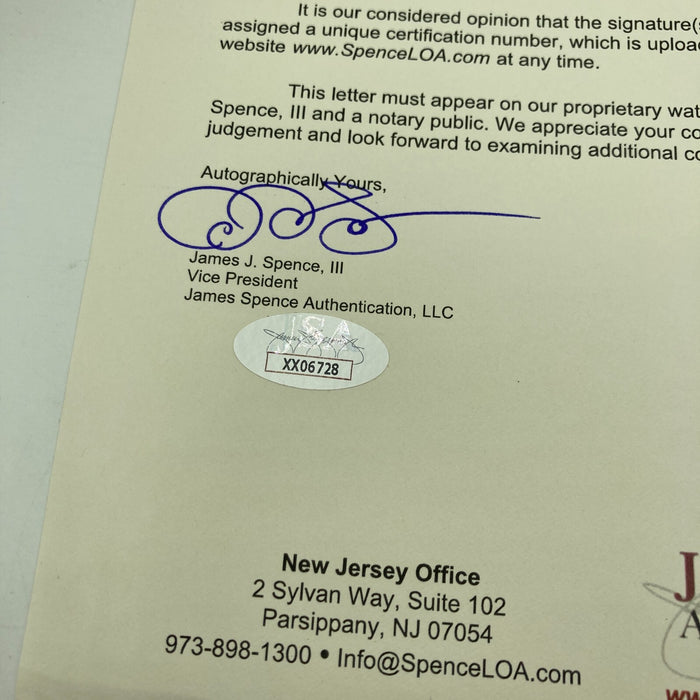 It is our considered opinion that the signature(s
assigned a unique certification number, which is uploa
website www.SpenceLOA.com at any time.
This letter must appear on our proprietary wat
Spence, III and a notary public. We appreciate your co
judgement and look forward to examining additional co
Autographically Yours,
James J. Spence, III
Vice President
James Spence Authentication, LLC
JSA
XX06728
New Jersey Office
2 Sylvan Way, Suite 102
Parsippany, NJ 07054
973-898-1300 • Info@SpenceLOA.com
J
A
ww